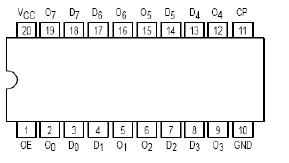 V_CC O₇ D₇ D₆ O₆ O₅ D₅ D₄ O₄ CP
20 19 18 17 16 15 14 13 12 11
1 2 3 4 5 6 7 8 9 10
OE O₀ D₀ D₁ O₁ O₂ D₂ D₃ O₃ GND